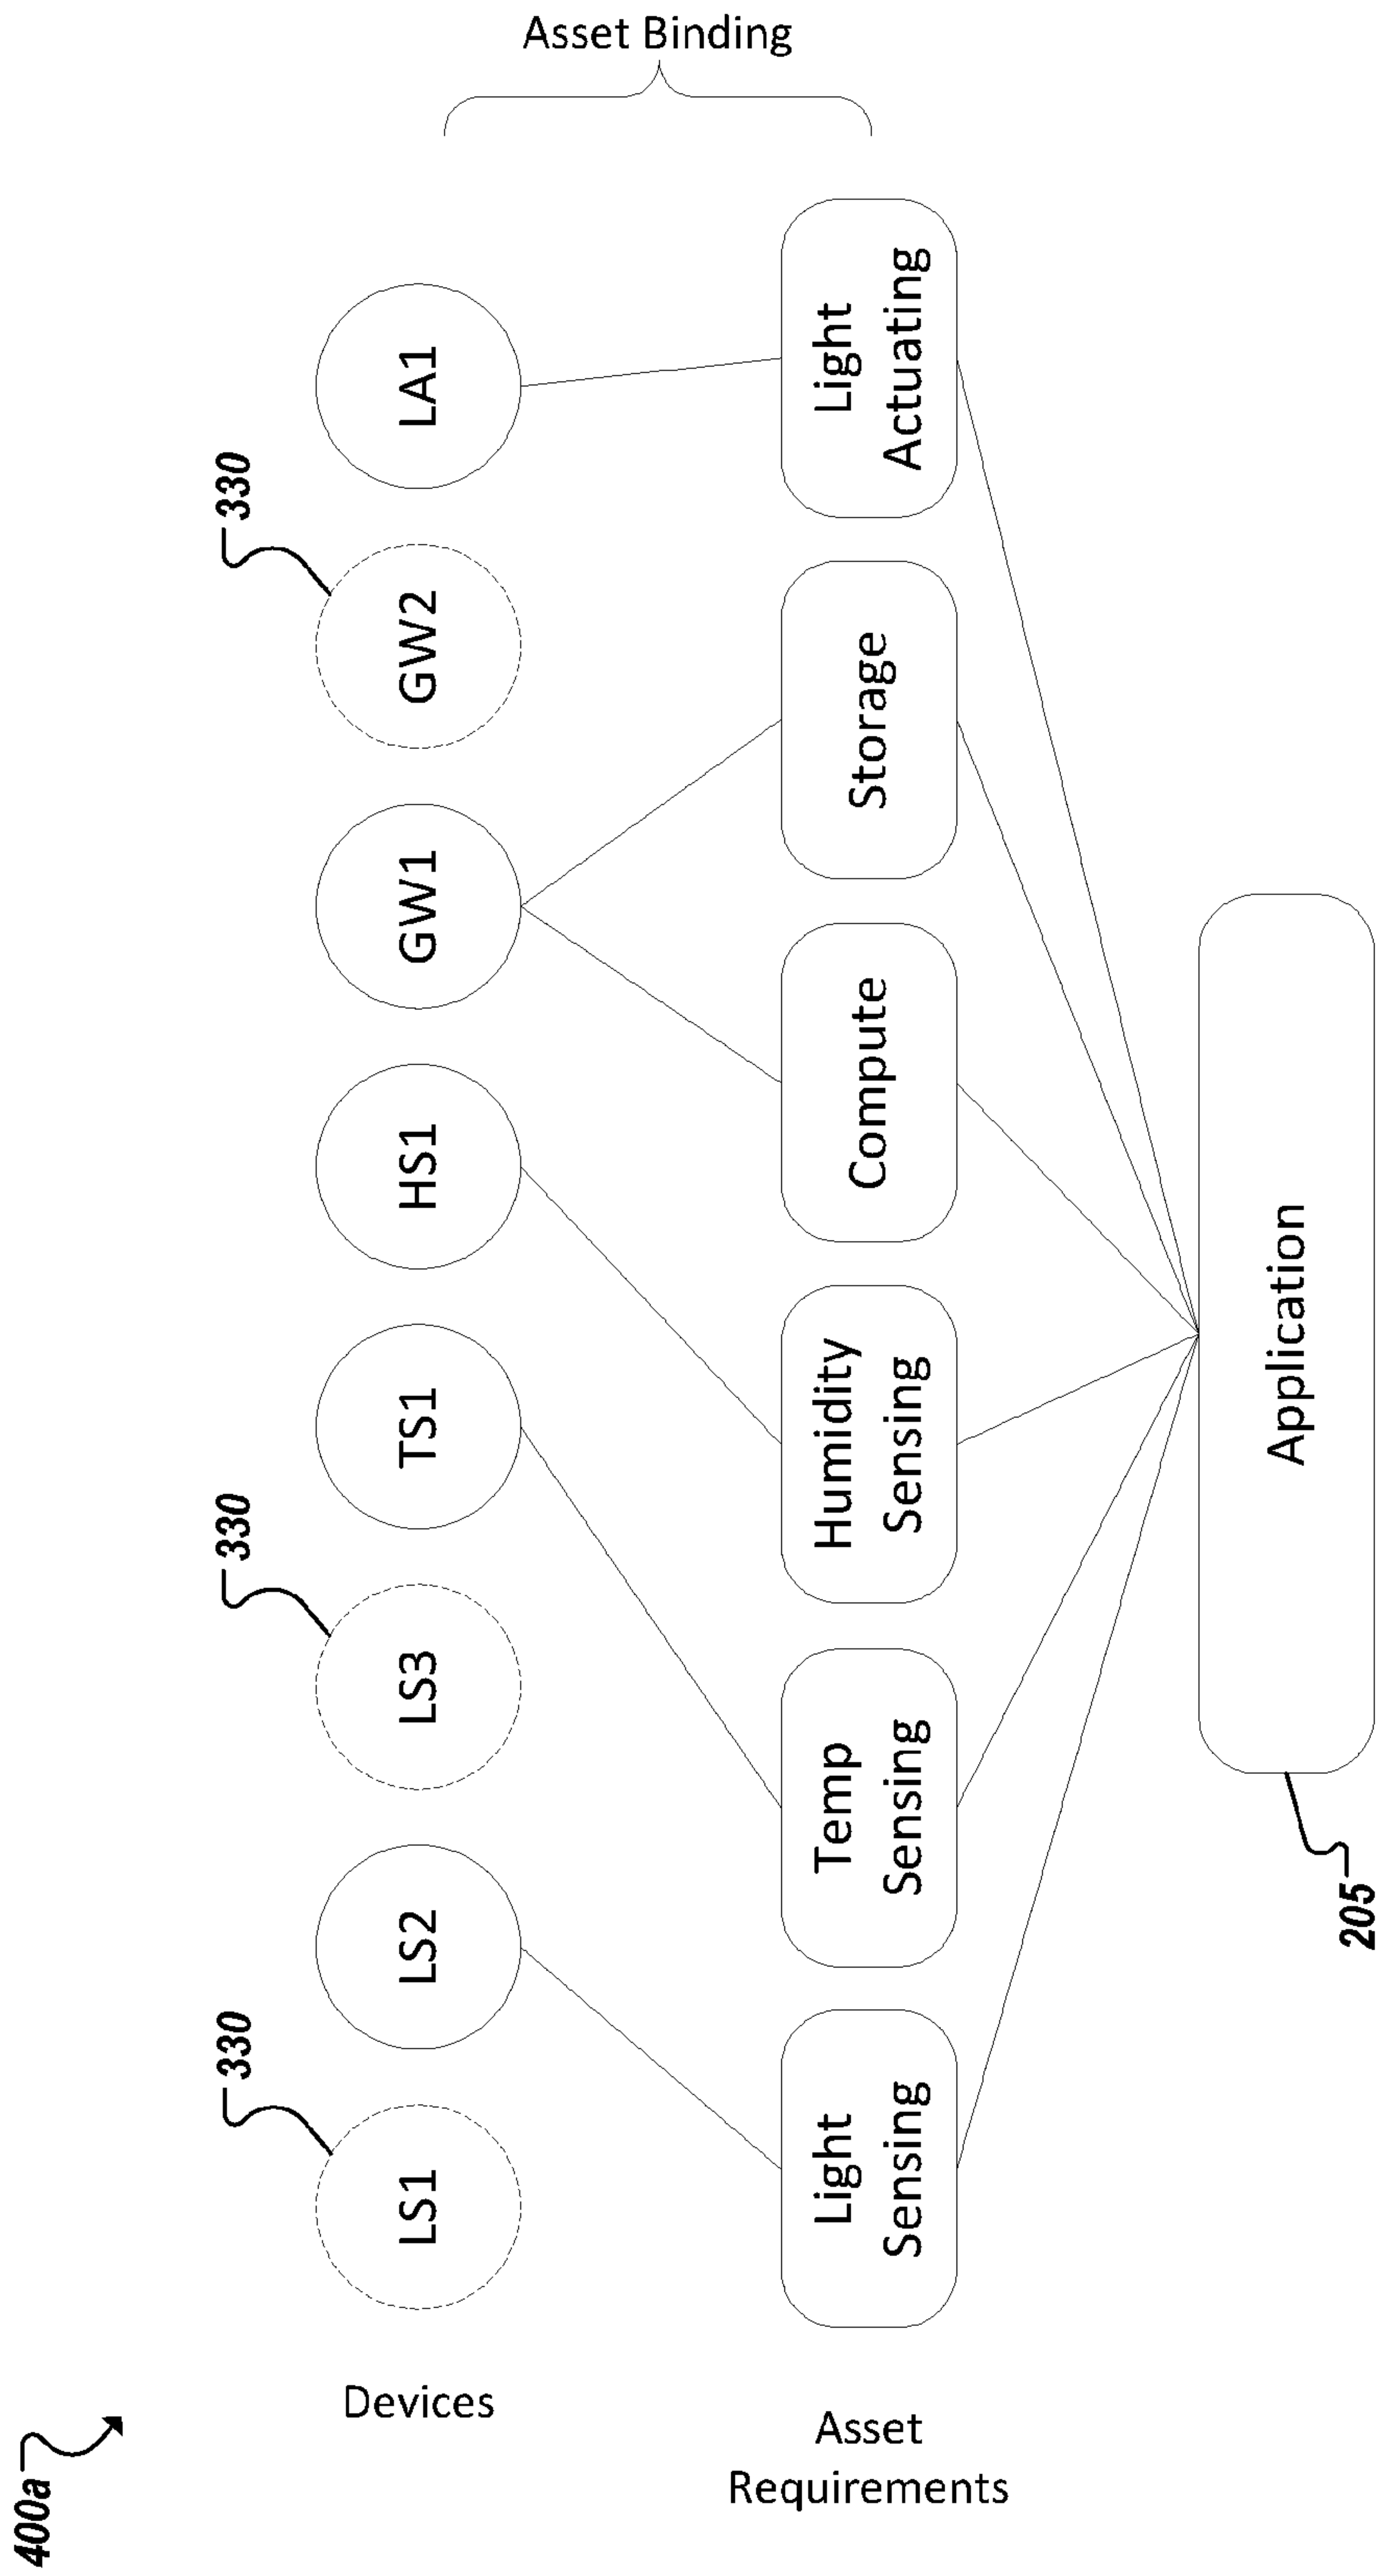 400a
Asset Binding
330
330
330
Devices
LS1
LS2
LS3
TS1
HS1
GW1
GW2
LA1
Asset
Requirements
Light
Sensing
Temp
Sensing
Humidity
Sensing
Compute
Storage
Light
Actuating
Application
205